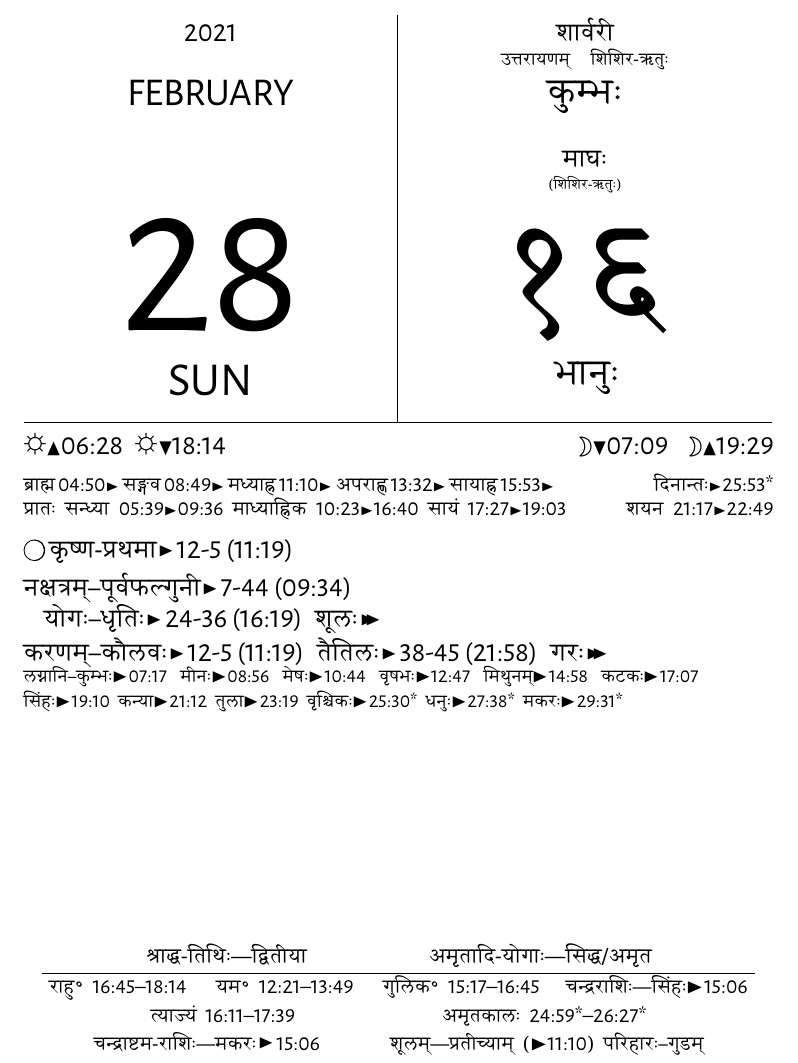 2021
FEBRUARY
28
SUN
शार्वरी
उत्तरायणम् शिशिर-ऋतुः
कुम्भः
माघः
(शिशिर-ऋतुः)
१६
भानुः
☼▲06:28 ☼▼18:14 ☽▼07:09 ☽▲19:29
ब्राह्म 04:50► सङ्गव 08:49► मध्याह्न 11:10► अपराह्ण 13:32► सायाह्न 15:53► दिनान्तः►25:53*
प्रातः सन्ध्या 05:39►09:36 माध्याह्निक 10:23►16:40 सायं 17:27►19:03 शयन 21:17►22:49
◯ कृष्ण-प्रथमा►12-5 (11:19)
नक्षत्रम्–पूर्वफल्गुनी►7-44 (09:34)
योगः–धृतिः►24-36 (16:19) शूलः►►
करणम्–कौलवः►12-5 (11:19) तैतिलः►38-45 (21:58) गरः►►
लग्नानि–कुम्भः►07:17 मीनः►08:56 मेषः►10:44 वृषभः►12:47 मिथुनम्►14:58 कटकः►17:07
सिंहः►19:10 कन्या►21:12 तुला►23:19 वृश्चिकः►25:30* धनुः►27:38* मकरः►29:31*
श्राद्ध-तिथिः—द्वितीया अमृतादि-योगाः—सिद्ध/अमृत
राहु॰ 16:45–18:14 यम॰ 12:21–13:49 गुलिक॰ 15:17–16:45 चन्द्रराशिः—सिंहः►15:06
त्याज्यं 16:11–17:39 अमृतकालः 24:59*–26:27*
चन्द्राष्टम-राशिः—मकरः►15:06 शूलम्—प्रतीच्याम् (►11:10) परिहारः–गुडम्